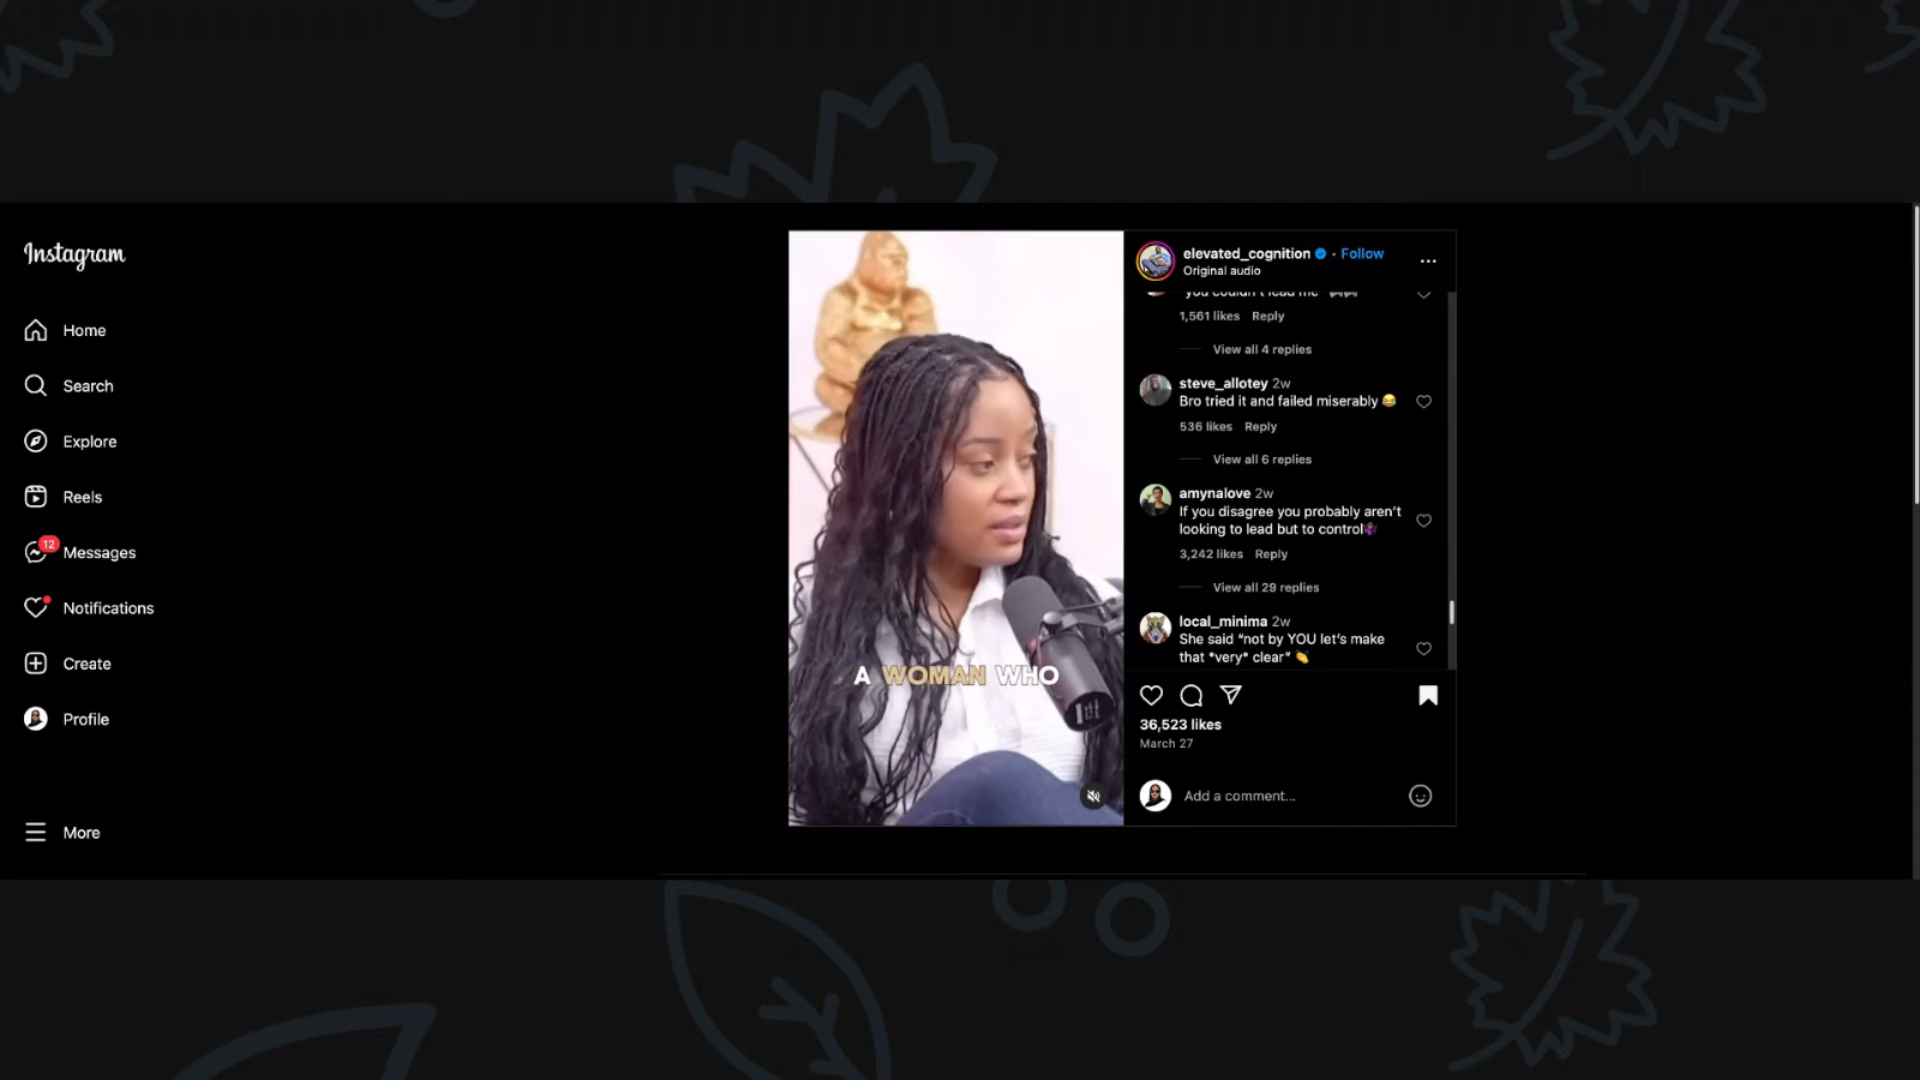 Instagram
Home
Search
Explore
Reels
12
Messages
Notifications
Create
Profile
More
A WOMAN WHO
elevated_cognition · Follow
Original audio
"you couldn't lead me"
1,561 likes Reply
View all 4 replies
steve_allotey 2w
Bro tried it and failed miserably 😂
536 likes Reply
View all 6 replies
amynalove 2w
If you disagree you probably aren't
looking to lead but to control
3,242 likes Reply
View all 29 replies
local_minima 2w
She said "not by YOU let's make
that *very* clear" 👏
36,523 likes
March 27
Add a comment...